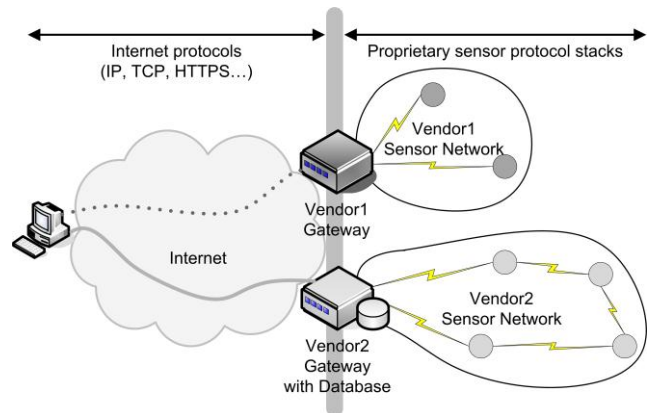 Internet protocols
(IP, TCP, HTTPS…)
Proprietary sensor protocol stacks
Vendor1
Sensor Network
Vendor1
Gateway
Internet
Vendor2
Sensor Network
Vendor2
Gateway
with Database